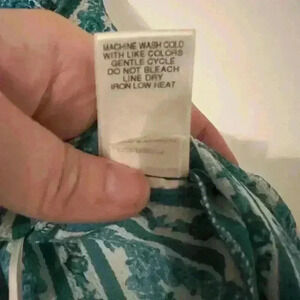 MACHINE WASH COLD
WITH LIKE COLORS
GENTLE CYCLE
DO NOT BLEACH
LINE DRY
IRON LOW HEAT